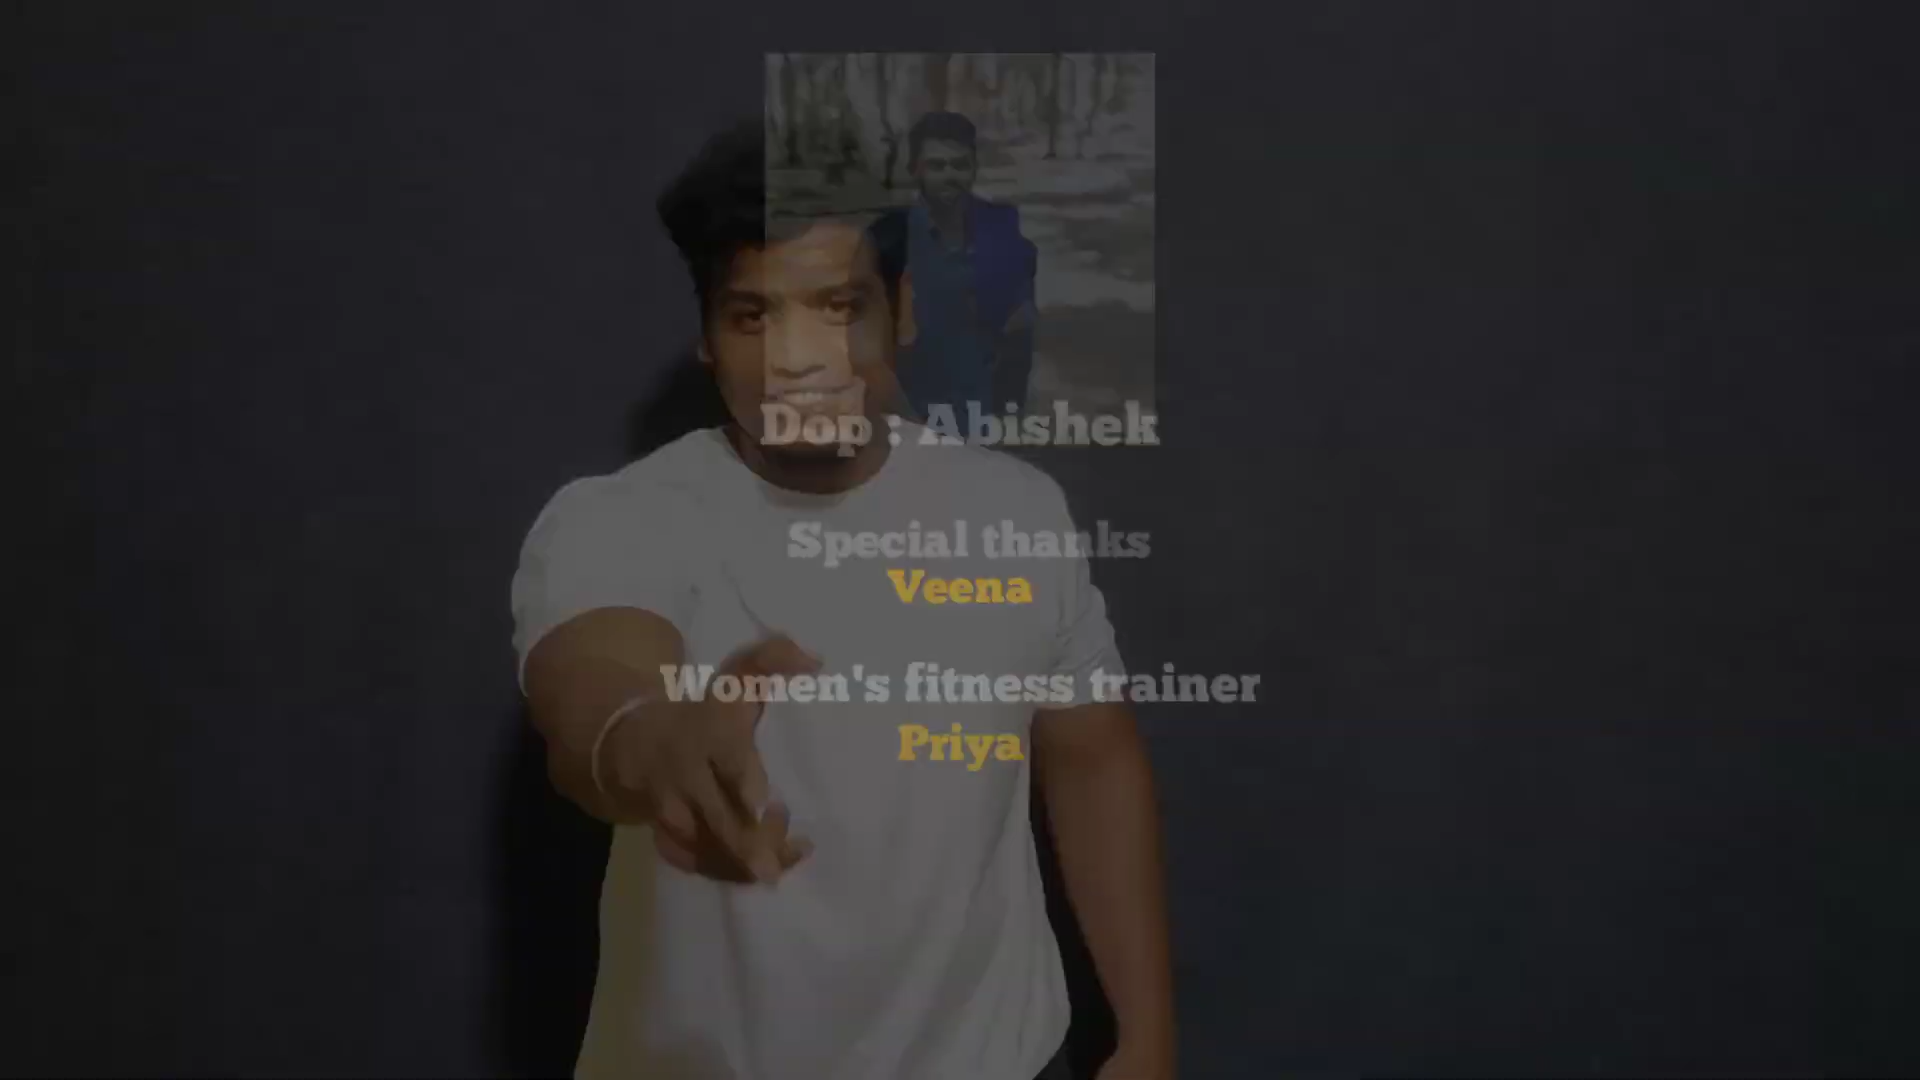 Dop : Abishek
Special thanks
Veena
Women's fitness trainer
Priya